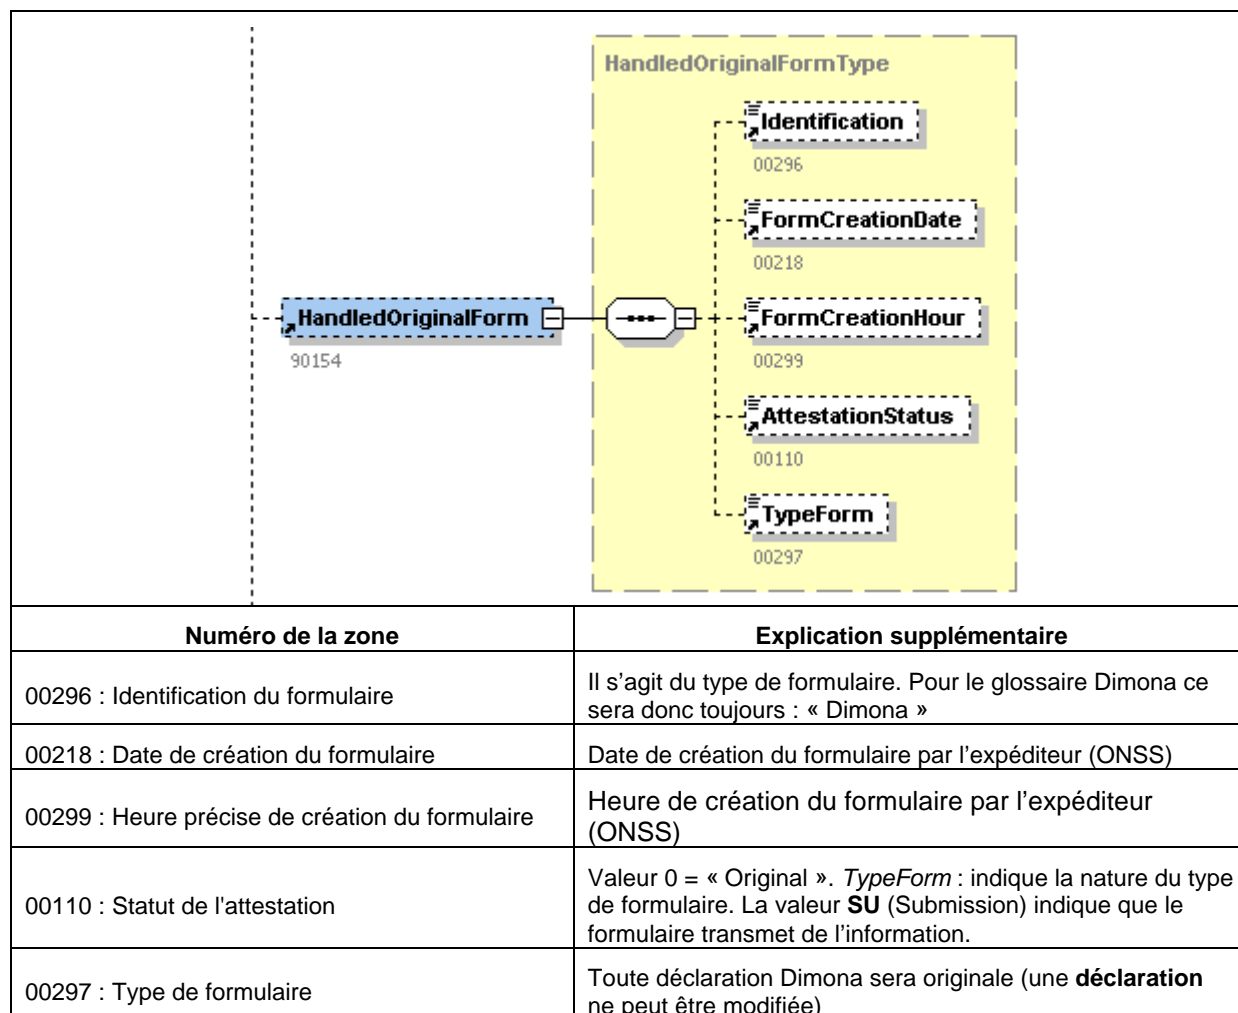 HandledOriginalFormType
Identification
00296
FormCreationDate
00218
HandledOriginalForm
90154
FormCreationHour
00299
AttestationStatus
00110
TypeForm
00297
Numéro de la zone
Explication supplémentaire
00296 : Identification du formulaire
Il s’agit du type de formulaire. Pour le glossaire Dimona ce
sera donc toujours : « Dimona »
00218 : Date de création du formulaire
Date de création du formulaire par l’expéditeur (ONSS)
00299 : Heure précise de création du formulaire
Heure de création du formulaire par l’expéditeur
(ONSS)
00110 : Statut de l'attestation
Valeur 0 = « Original ». TypeForm : indique la nature du type
de formulaire. La valeur SU (Submission) indique que le
formulaire transmet de l’information.
00297 : Type de formulaire
Toute déclaration Dimona sera originale (une déclaration
ne peut être modifiée)